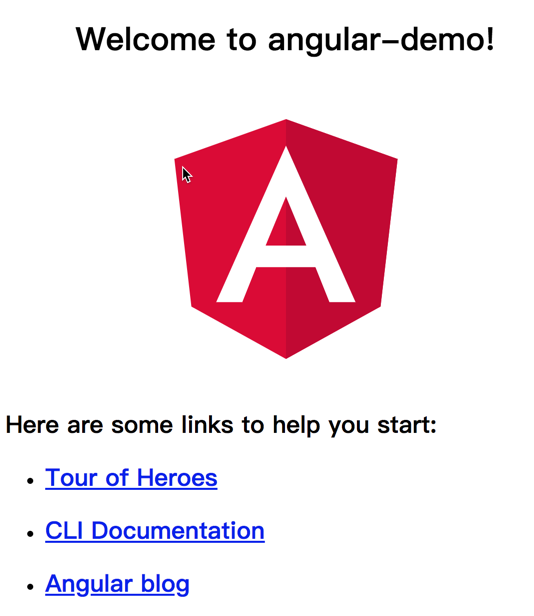 Welcome to angular-demo!
A
Here are some links to help you start:
Tour of Heroes
CLI Documentation
Angular blog